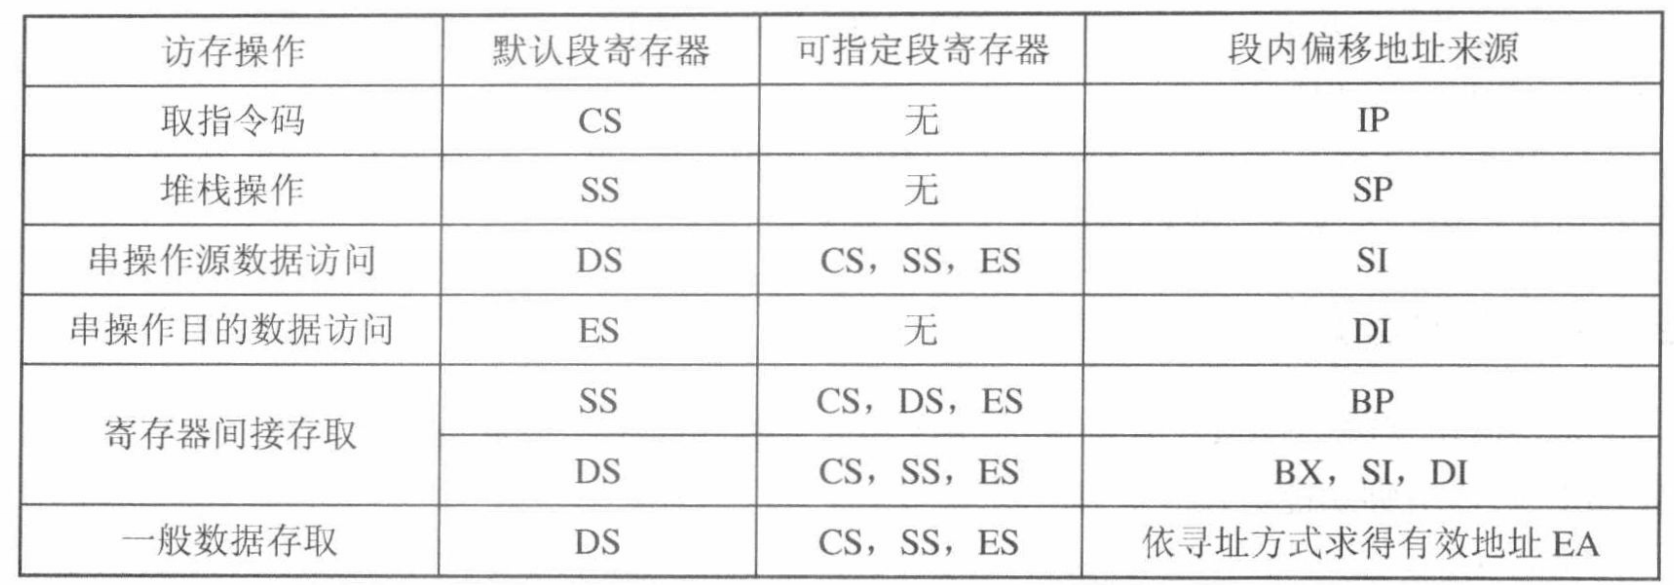 访存操作 默认段寄存器 可指定段寄存器 段内偏移地址来源
取指令码 CS 无 IP
堆栈操作 SS 无 SP
串操作源数据访问 DS CS，SS，ES SI
串操作目的数据访问 ES 无 DI
寄存器间接存取 SS CS，DS，ES BP
DS CS，SS，ES BX，SI，DI
一般数据存取 DS CS，SS，ES 依寻址方式求得有效地址 EA